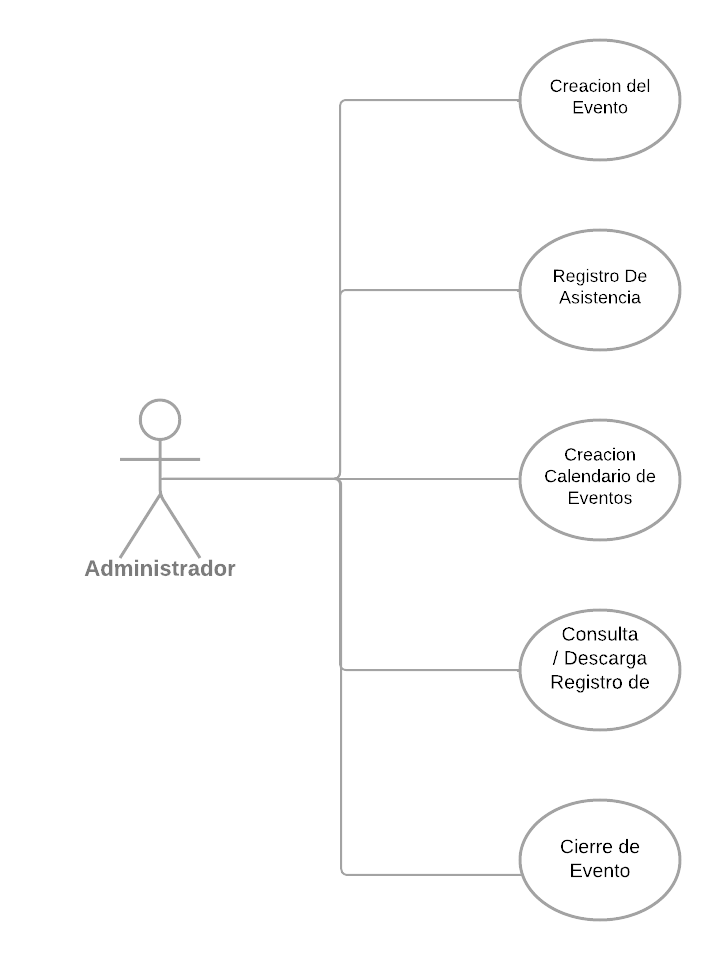 Creacion del
Evento
Registro De
Asistencia
Creacion
Calendario de
Eventos
Administrador
Consulta
/ Descarga
Registro de
Cierre de
Evento